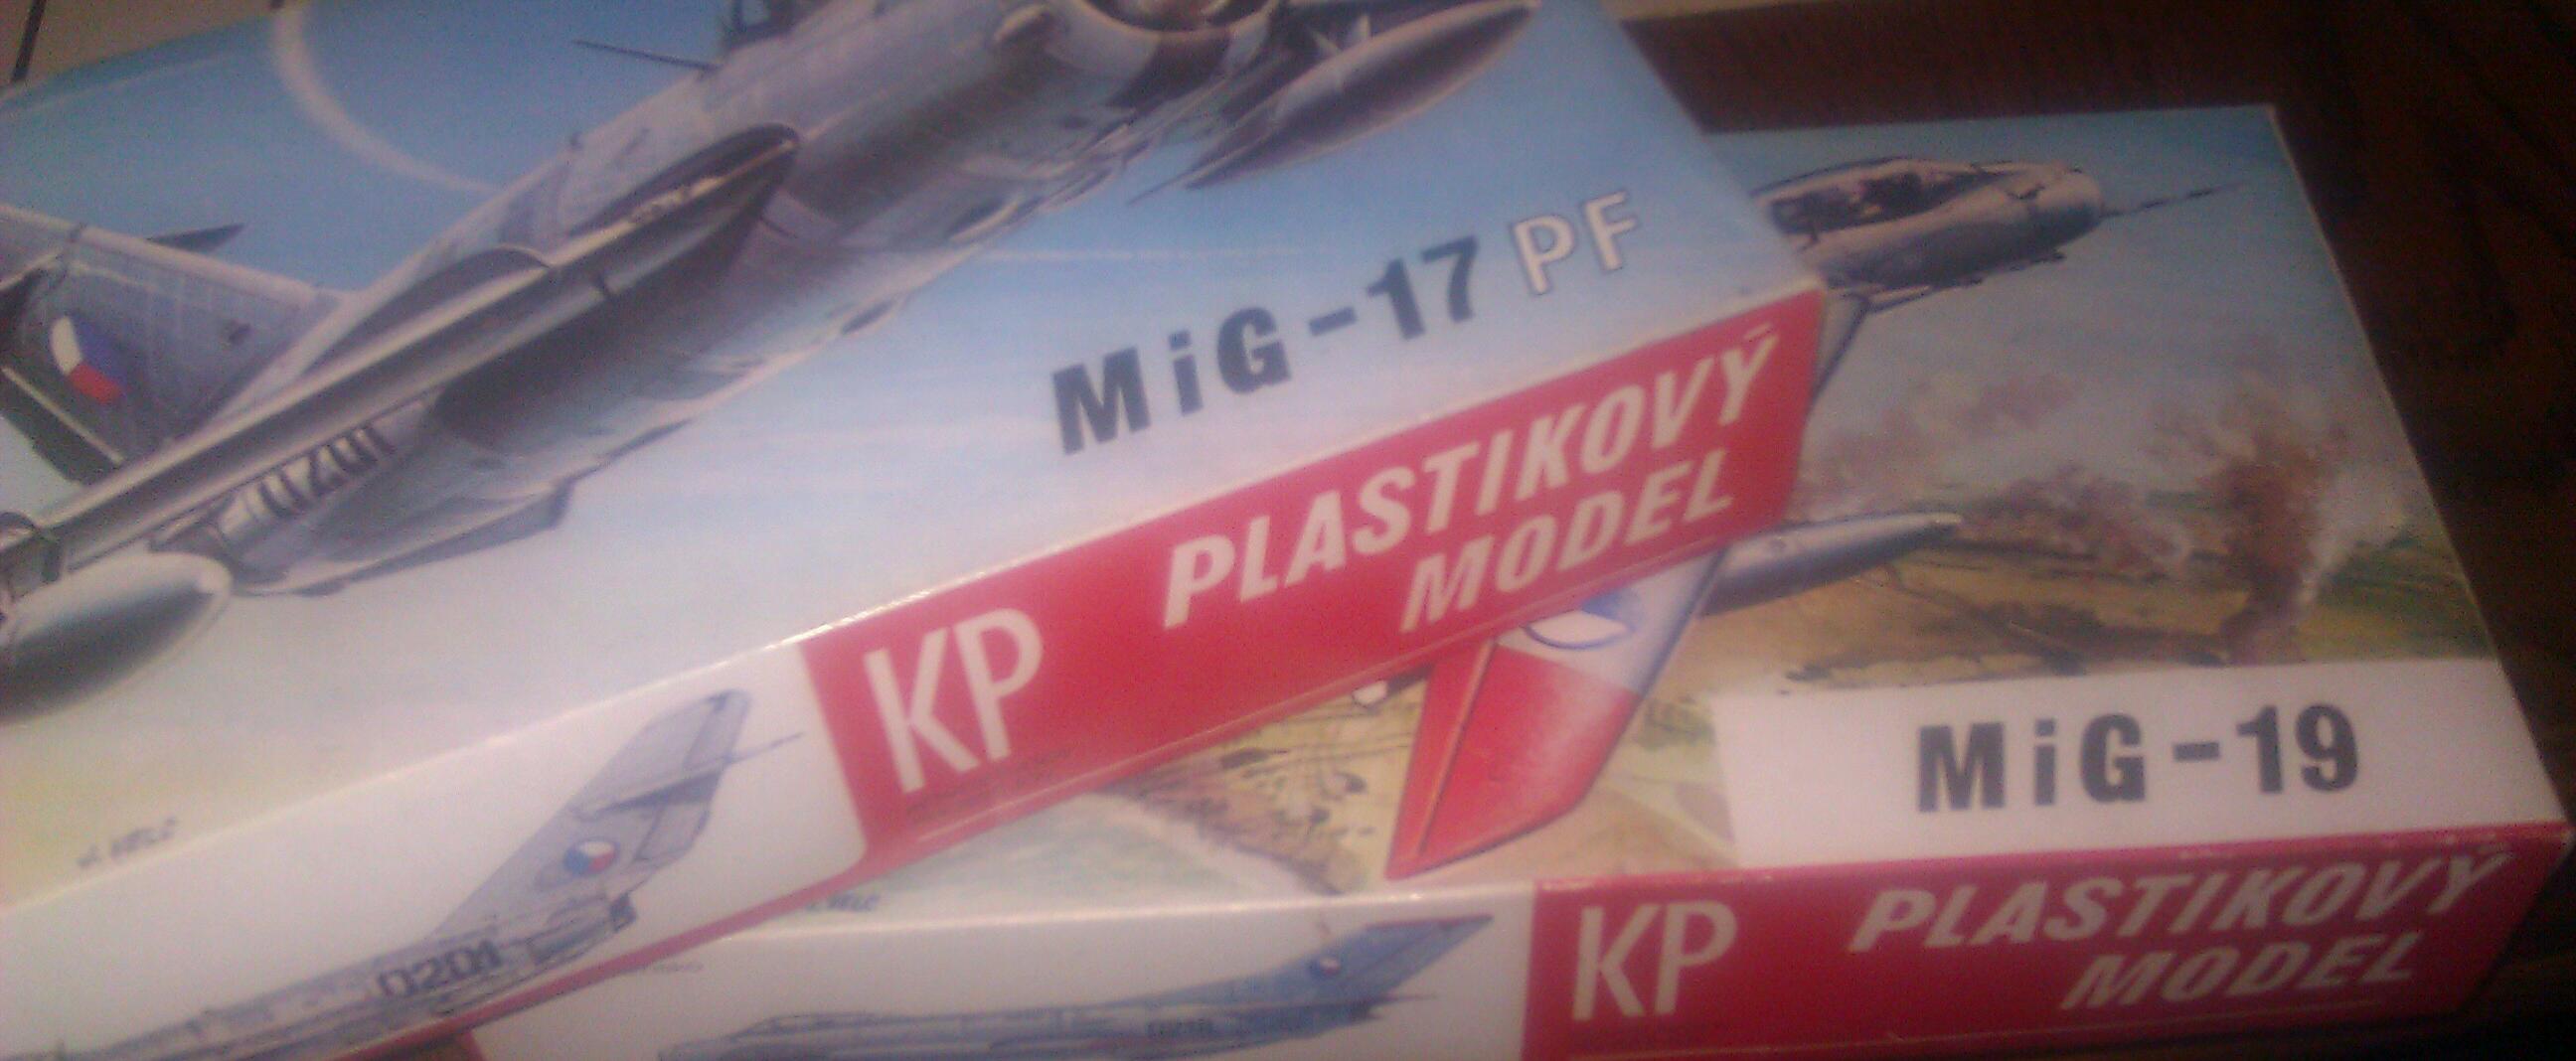 MiG-17 PF
KP
PLASTIKOVÝ
MODEL
0201
MiG-19
KP
PLASTIKOVÝ
MODEL